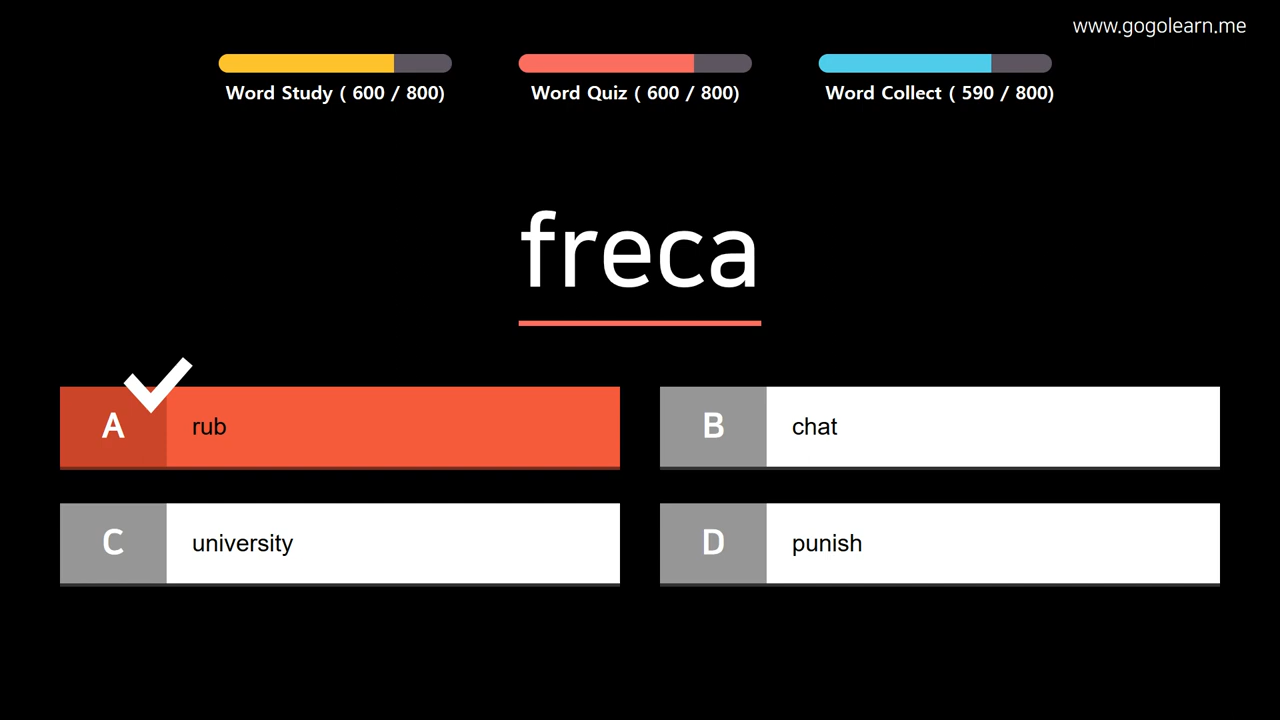 www.gogolearn.me
Word Study ( 600 / 800)
Word Quiz ( 600 / 800)
Word Collect ( 590 / 800)
freca
A rub
B chat
C university
D punish